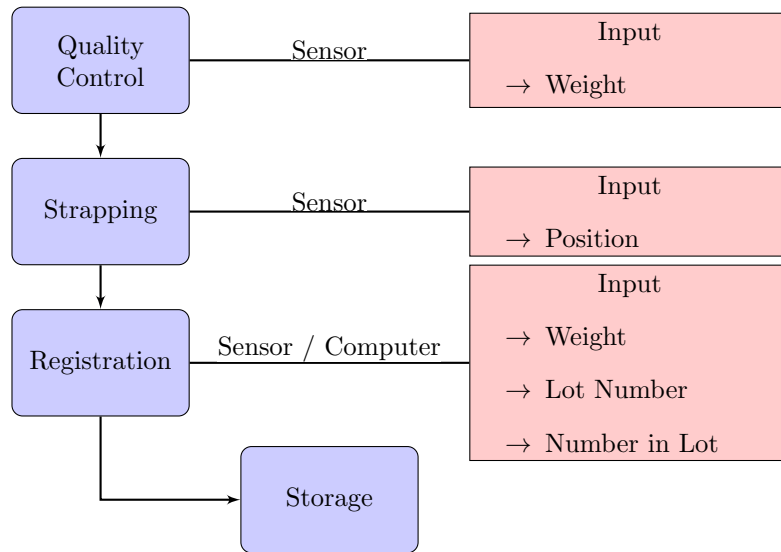 Quality
Control
Sensor
Input
→ Weight
Strapping
Sensor
Input
→ Position
Registration
Sensor / Computer
Input
→ Weight
→ Lot Number
→ Number in Lot
Storage